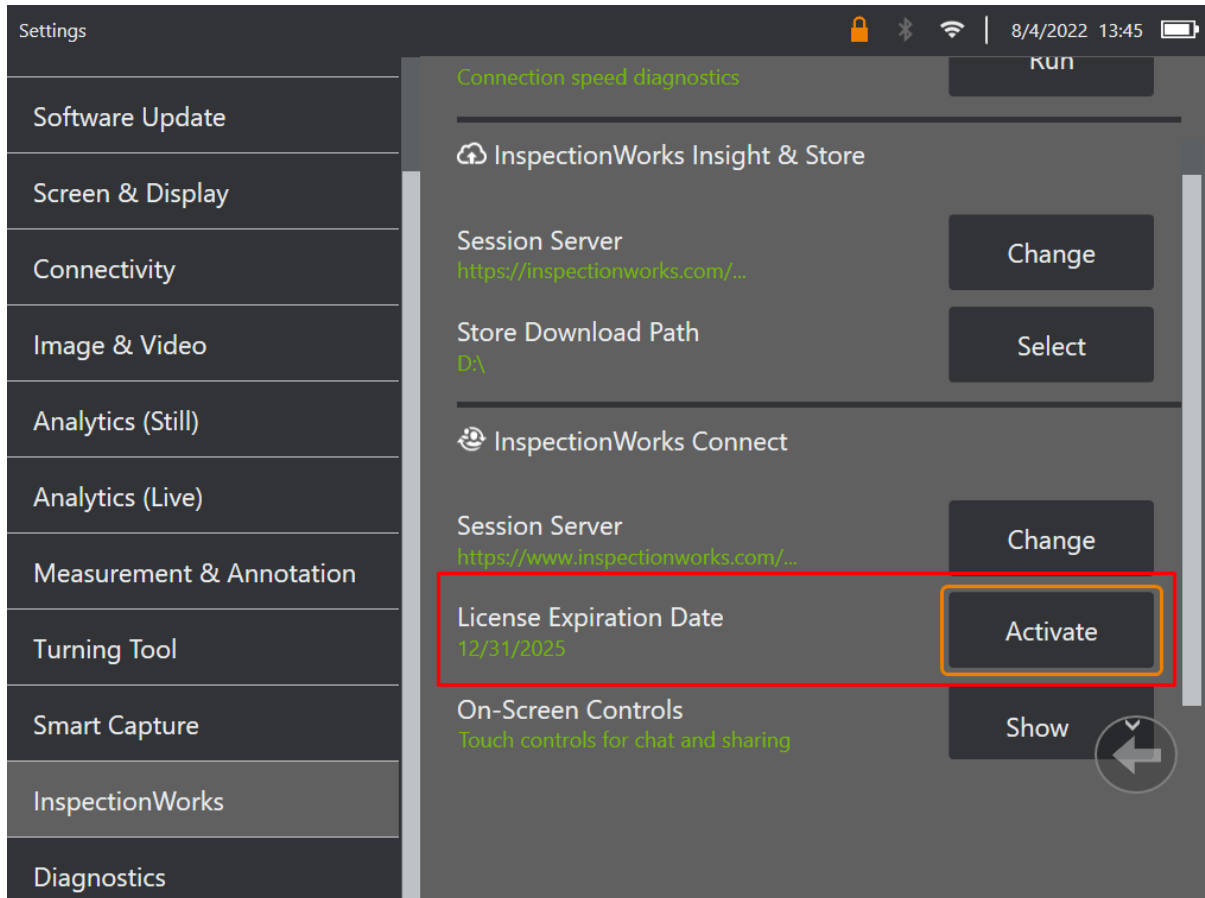 Settings
8/4/2022 13:45
Software Update
Screen & Display
Connectivity
Image & Video
Analytics (Still)
Analytics (Live)
Measurement & Annotation
Turning Tool
Smart Capture
InspectionWorks
Diagnostics
Connection speed diagnostics
Run
InspectionWorks Insight & Store
Session Server
https://inspectionworks.com/...
Change
Store Download Path
D:\
Select
InspectionWorks Connect
Session Server
https://www.inspectionworks.com/...
Change
License Expiration Date
12/31/2025
Activate
On-Screen Controls
Touch controls for chat and sharing
Show